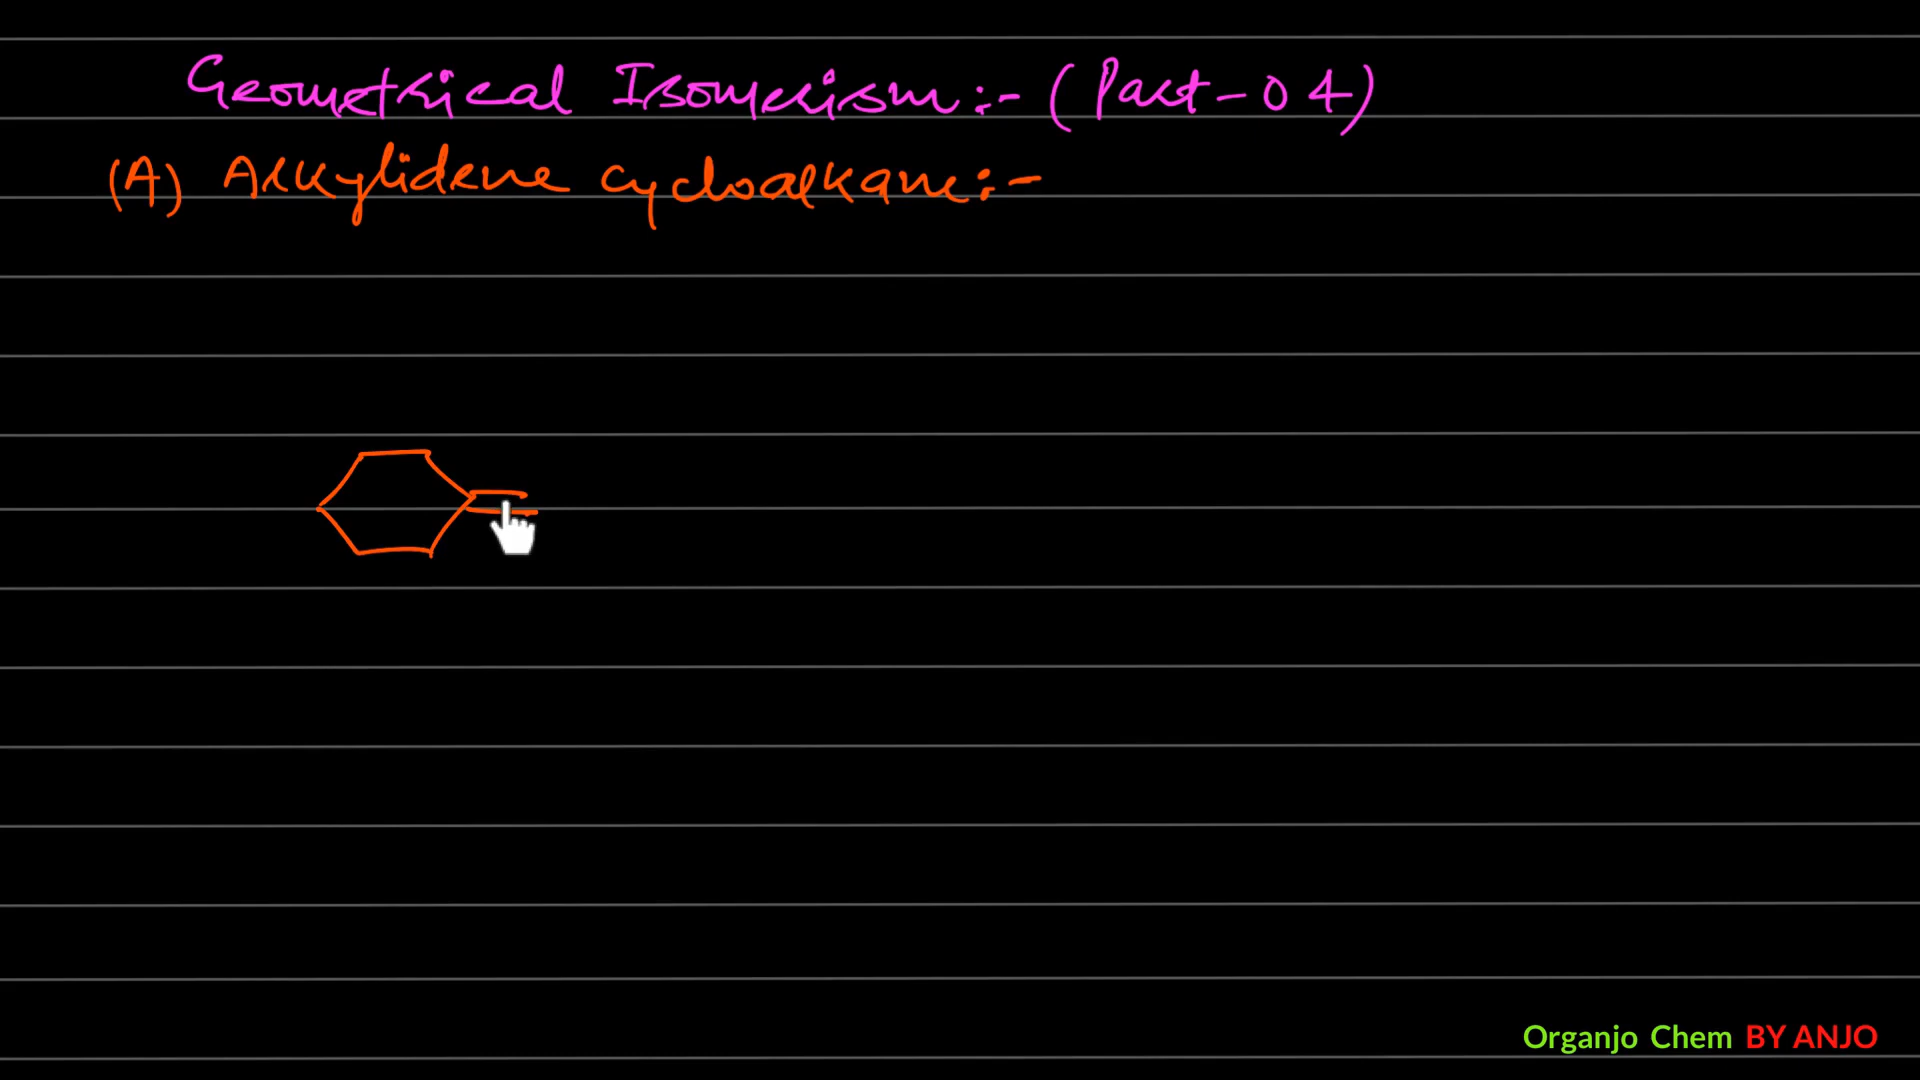 Geometrical Isomerism:- (Part-04)
(A) Alkylidene cycloalkane:-
Organjo Chem BY ANJO